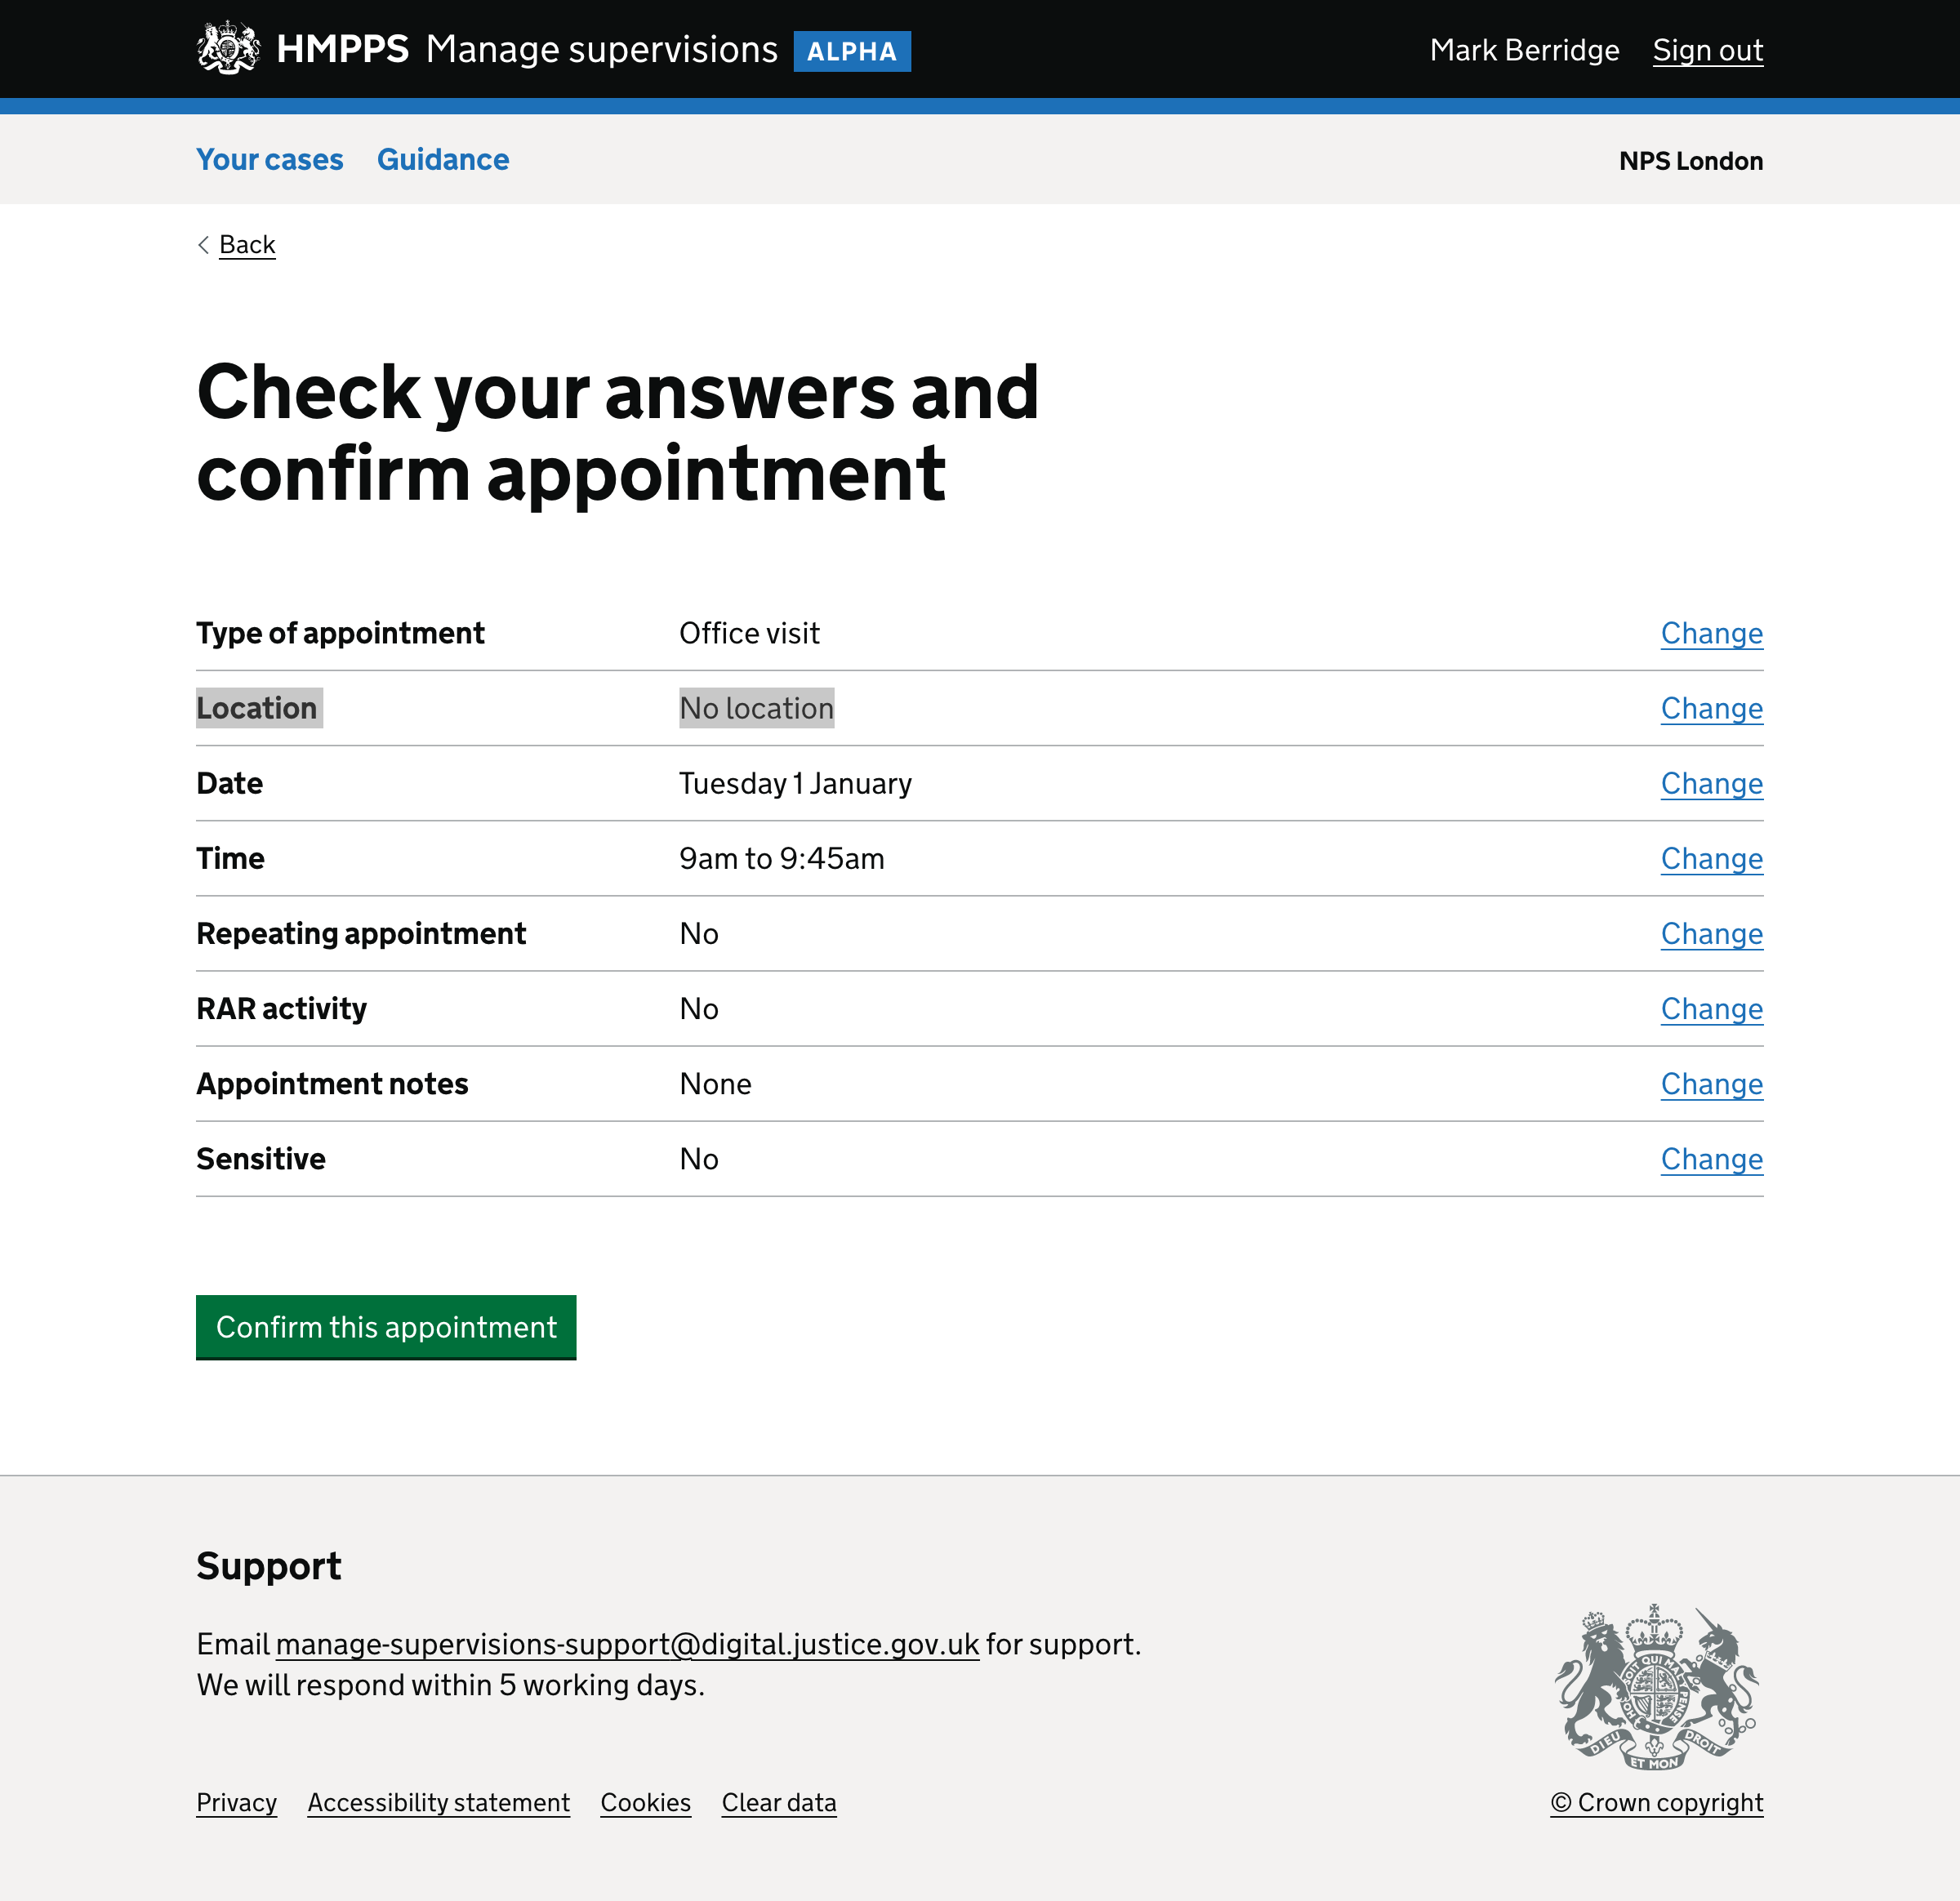 HMPPS Manage supervisions ALPHA Mark Berridge Sign out
Your cases Guidance NPS London
Back
Check your answers and
confirm appointment
Type of appointment Office visit Change
Location No location Change
Date Tuesday 1 January Change
Time 9am to 9:45am Change
Repeating appointment No Change
RAR activity No Change
Appointment notes None Change
Sensitive No Change
Confirm this appointment
Support
Email manage-supervisions-support@digital.justice.gov.uk for support.
We will respond within 5 working days.
SOIT QUI MAL
DIEU ET MON DROIT
Privacy Accessibility statement Cookies Clear data © Crown copyright